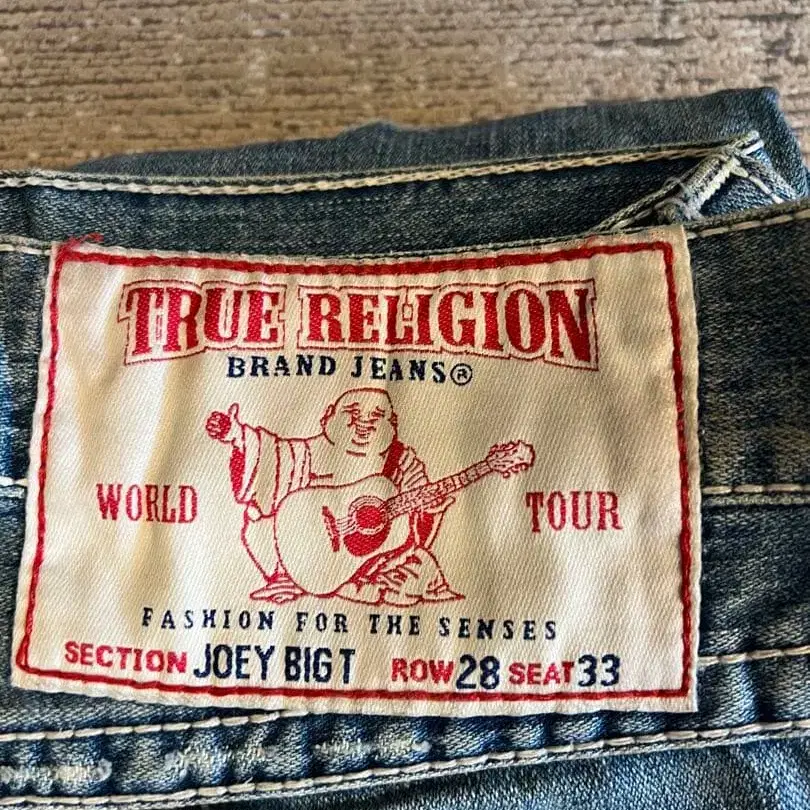 TRUE RELIGION
BRAND JEANS®
WORLD TOUR
FASHION FOR THE SENSES
SECTION JOEY BIG T ROW 28 SEAT 33